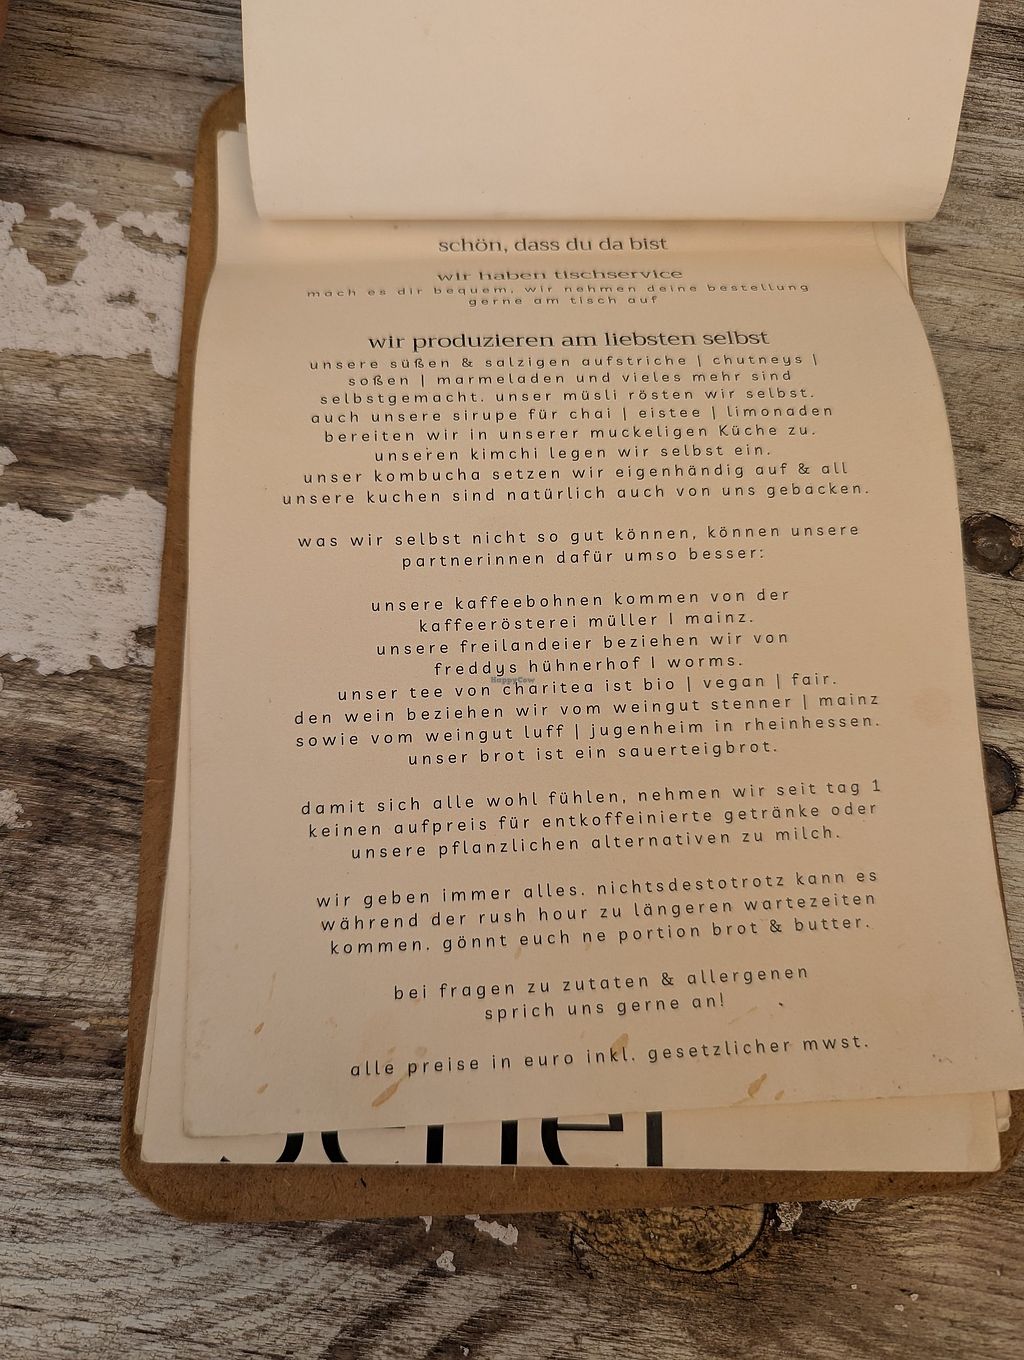 schön, dass du da bist
wir haben tischservice
mach es dir bequem, wir nehmen deine bestellung
gerne am tisch auf
wir produzieren am liebsten selbst
unsere süßen & salzigen aufstriche | chutneys |
soßen | marmeladen und vieles mehr sind
selbstgemacht. unser müsli rösten wir selbst.
auch unsere sirupe für chai | eistee | limonaden
bereiten wir in unserer muckeligen Küche zu.
unseren kimchi legen wir selbst ein.
unser kombucha setzen wir eigenhändig auf & all
unsere kuchen sind natürlich auch von uns gebacken.
was wir selbst nicht so gut können, können unsere
partnerinnen dafür umso besser:
unsere kaffeebohnen kommen von der
kaffeerösterei müller I mainz.
unsere freilandeier beziehen wir von
freddys hühnerhof I worms.
HappyCow
unser tee von charitea ist bio | vegan | fair.
den wein beziehen wir vom weingut stenner | mainz
sowie vom weingut luff | jugenheim in rheinhessen.
unser brot ist ein sauerteigbrot.
damit sich alle wohl fühlen, nehmen wir seit tag 1
keinen aufpreis für entkoffeinierte getränke oder
unsere pflanzlichen alternativen zu milch.
wir geben immer alles. nichtsdestotrotz kann es
während der rush hour zu längeren wartezeiten
kommen. gönnt euch ne portion brot & butter.
bei fragen zu zutaten & allergenen
sprich uns gerne an!
alle preise in euro inkl. gesetzlicher mwst.